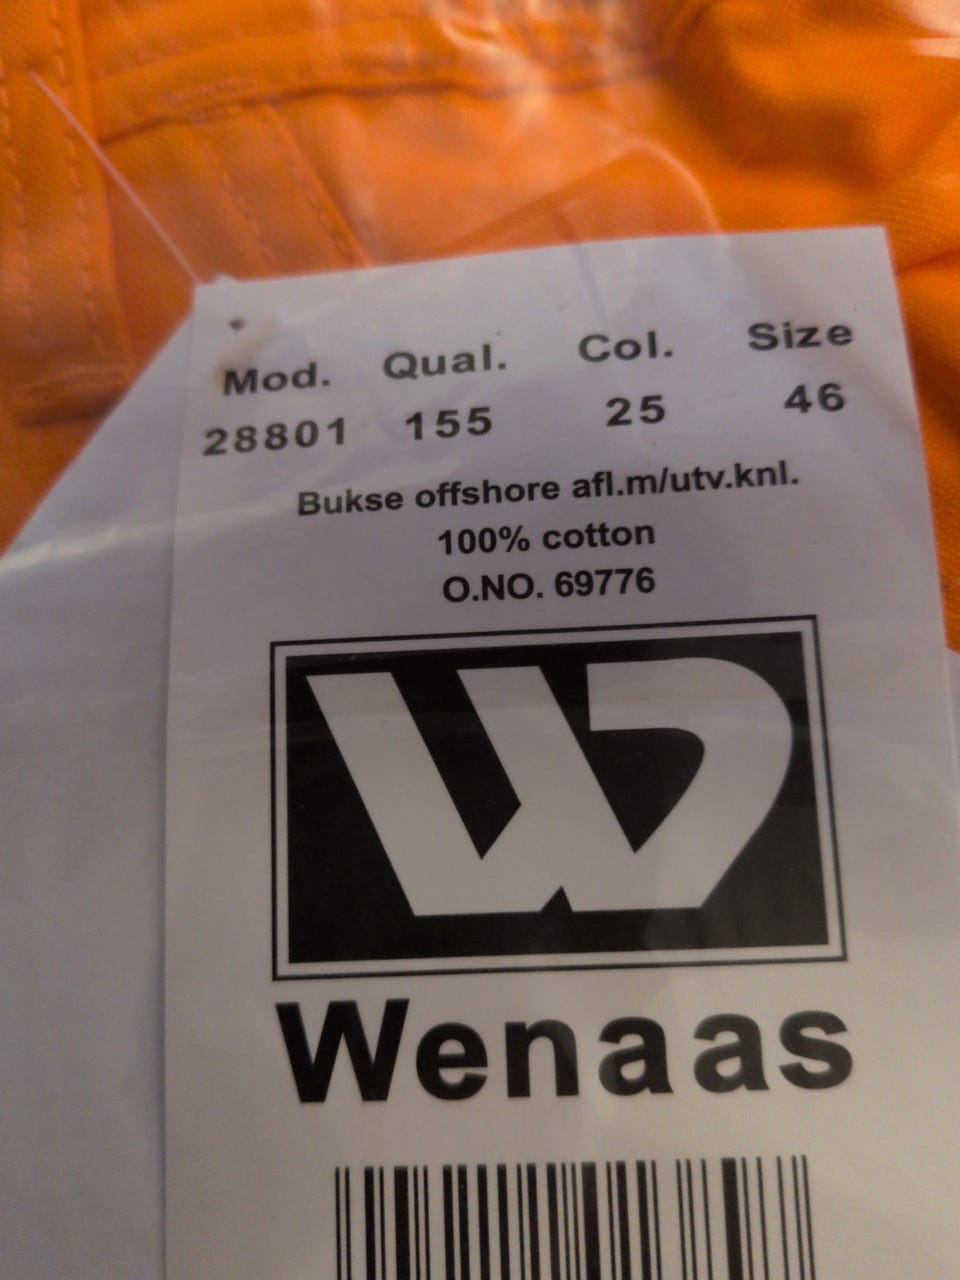 Mod. Qual. Col. Size
28801 155 25 46
Bukse offshore afl.m/utv.knl.
100% cotton
O.NO. 69776
W
Wenaas